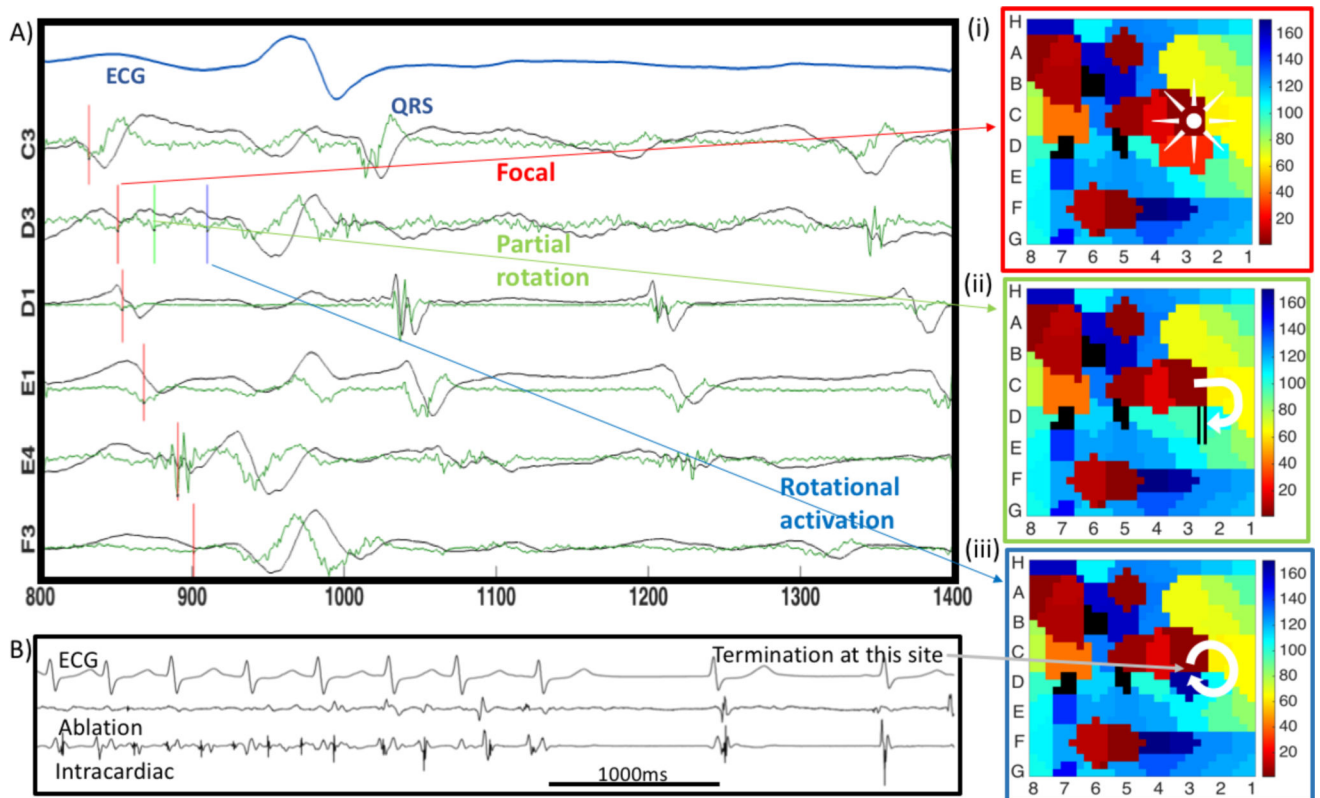 A)
ECG
QRS
C3
Focal
D3
Partial
rotation
D1
E1
E4
Rotational
activation
F3
800 900 1000 1100 1200 1300 1400
(i)
H
A
B
C
D
E
F
G
8 7 6 5 4 3 2 1
160
140
120
100
80
60
40
20
(ii)
H
A
B
C
D
E
F
G
8 7 6 5 4 3 2 1
160
140
120
100
80
60
40
20
(iii)
H
A
B
C
D
E
F
G
8 7 6 5 4 3 2 1
160
140
120
100
80
60
40
20
B)
ECG
Termination at this site
Ablation
Intracardiac
1000ms